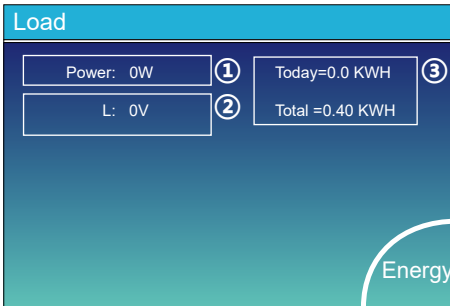 Load
Power: 0W
①
L: 0V
②
Today=0.0 KWH
③
Total =0.40 KWH
Energy